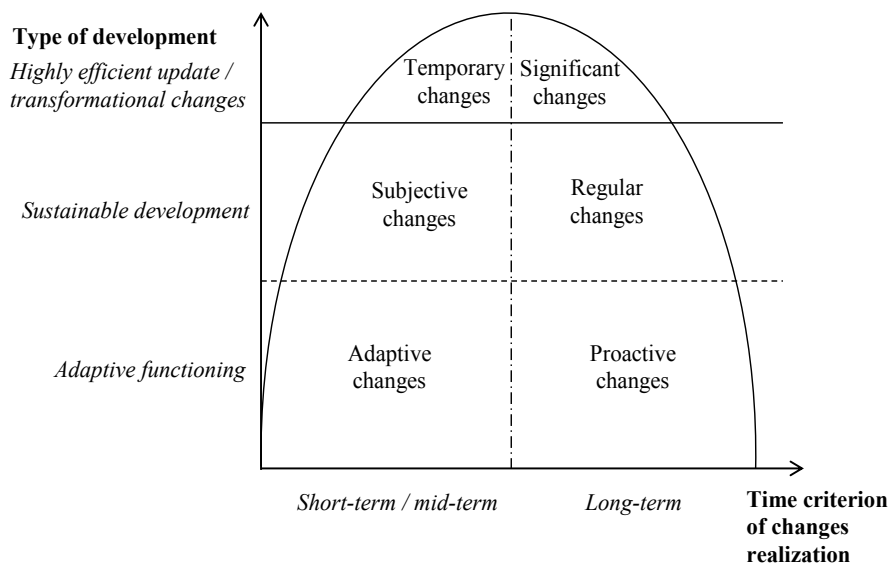 Type of development
Highly efficient update /
transformational changes
Temporary
changes
Significant
changes
Sustainable development
Subjective
changes
Regular
changes
Adaptive functioning
Adaptive
changes
Proactive
changes
Short-term / mid-term
Long-term
Time criterion
of changes
realization